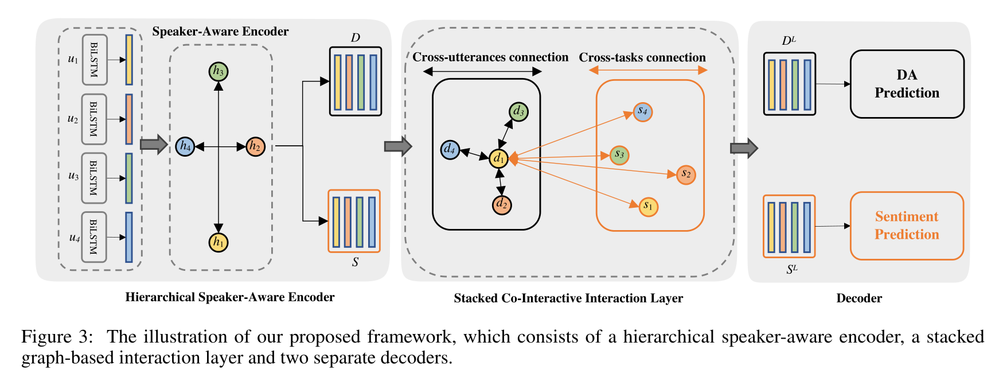 Speaker-Aware Encoder
u1
BiLSTM
u2
BiLSTM
u3
BiLSTM
u4
BiLSTM
h3
h4
h2
h1
D
S
Cross-utterances connection
Cross-tasks connection
d3
d4
d1
d2
s4
s3
s2
s1
D^L
DA
Prediction
Sentiment
Prediction
S^L
Hierarchical Speaker-Aware Encoder
Stacked Co-Interactive Interaction Layer
Decoder
Figure 3: The illustration of our proposed framework, which consists of a hierarchical speaker-aware encoder, a stacked
graph-based interaction layer and two separate decoders.